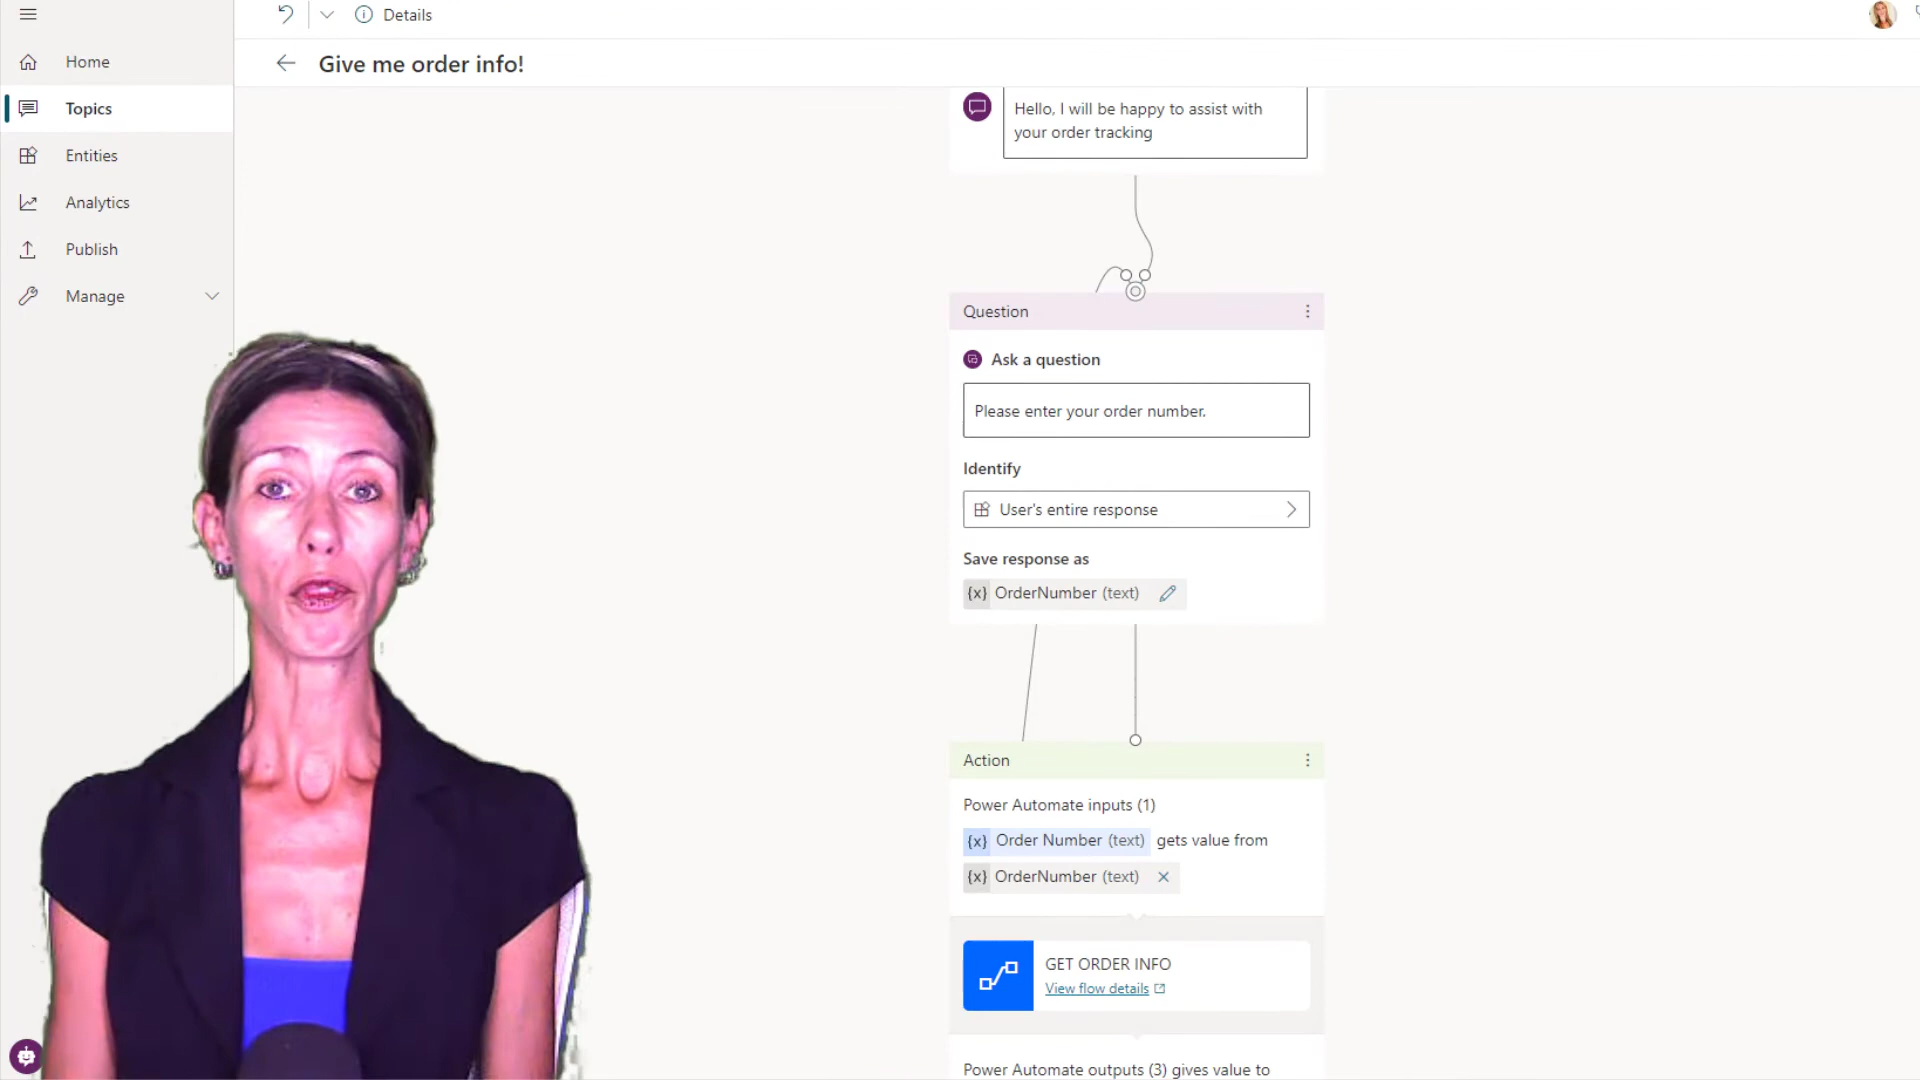 Details
Give me order info!
Home
Topics
Entities
Analytics
Publish
Manage
Hello, I will be happy to assist with
your order tracking
Question
Ask a question
Please enter your order number.
Identify
User's entire response
Save response as
{x} OrderNumber (text)
Action
Power Automate inputs (1)
{x} Order Number (text) gets value from
{x} OrderNumber (text)
GET ORDER INFO
View flow details
Power Automate outputs (3) gives value to